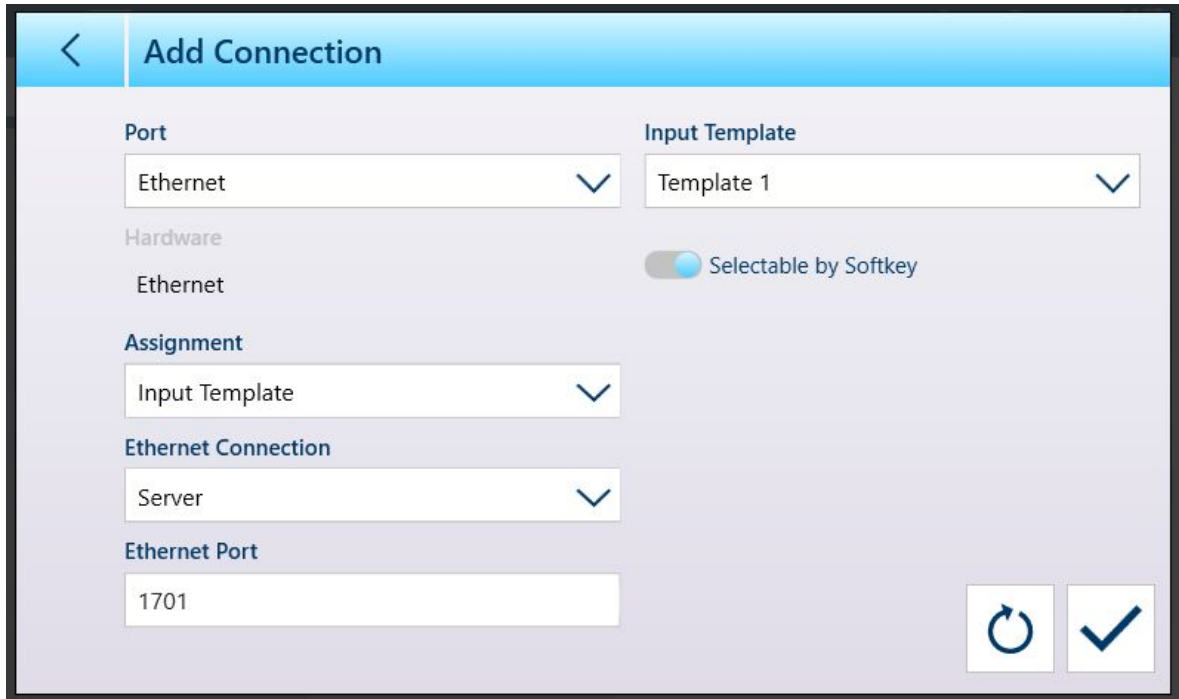 Add Connection
Port
Ethernet
Hardware
Ethernet
Assignment
Input Template
Ethernet Connection
Server
Ethernet Port
1701
Input Template
Template 1
Selectable by Softkey